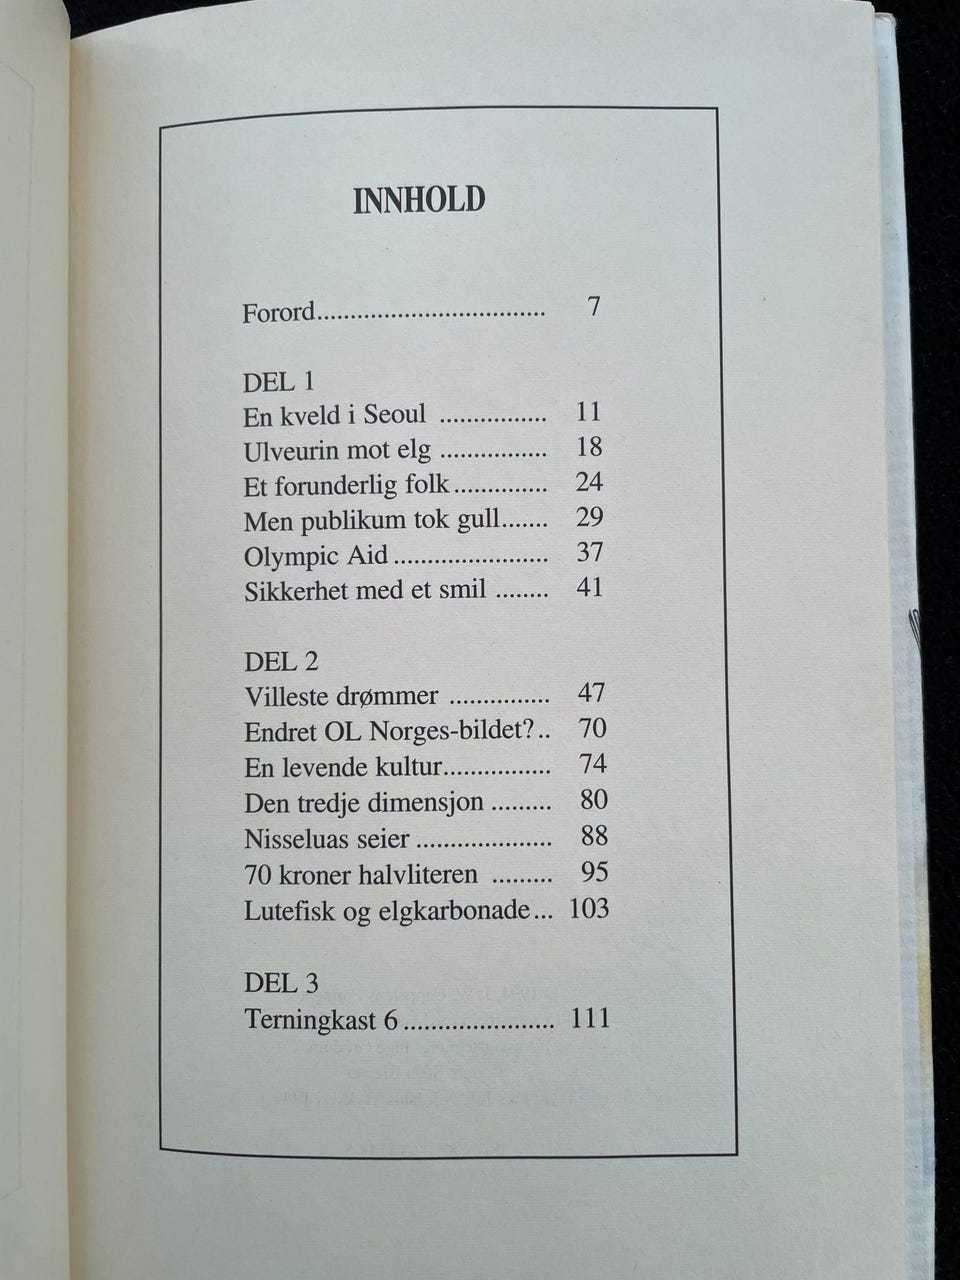 INNHOLD
Forord.................................. 7
DEL 1
En kveld i Seoul ................ 11
Ulveurin mot elg ................ 18
Et forunderlig folk.............. 24
Men publikum tok gull....... 29
Olympic Aid....................... 37
Sikkerhet med et smil ........ 41
DEL 2
Villeste drømmer ............... 47
Endret OL Norges-bildet?.. 70
En levende kultur................ 74
Den tredje dimensjon ......... 80
Nisseluas seier .................... 88
70 kroner halvliteren ......... 95
Lutefisk og elgkarbonade... 103
DEL 3
Terningkast 6...................... 111